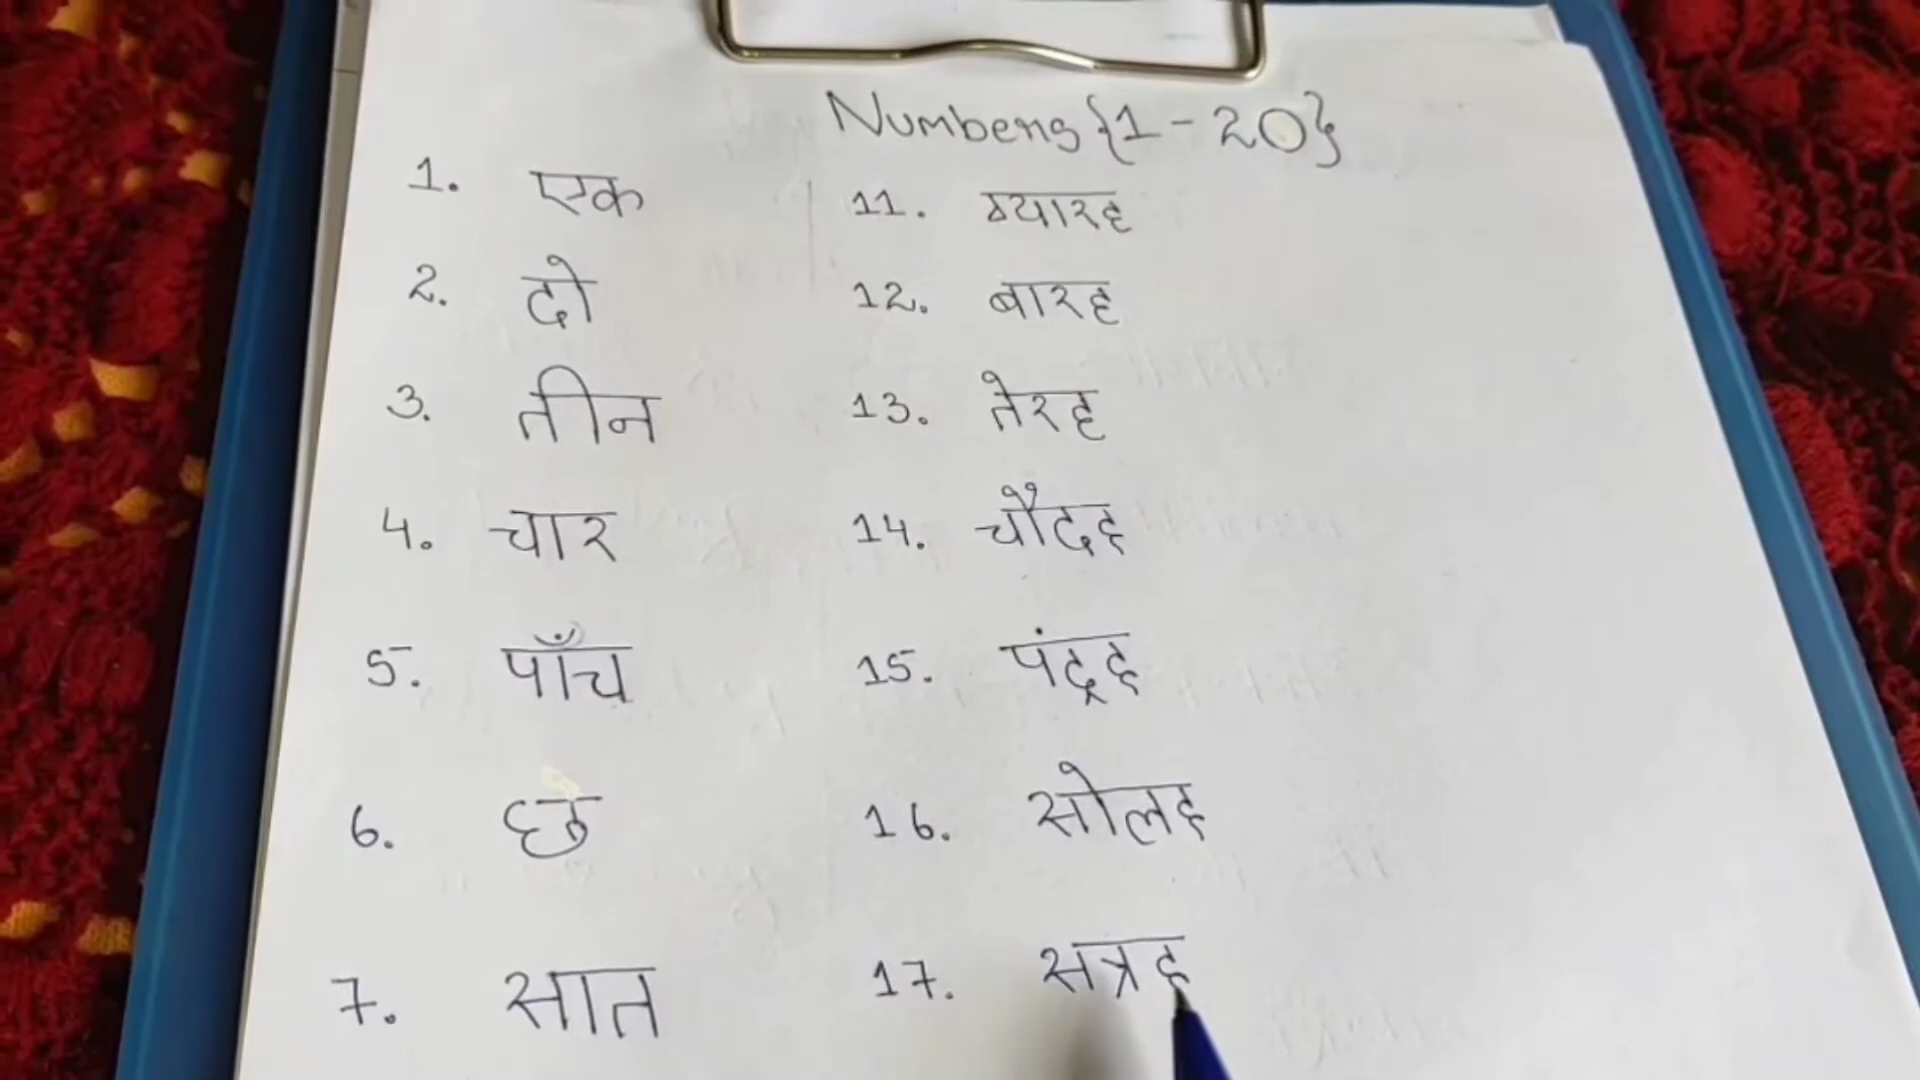 Numbers {1-20}
1. एक
2. दो
3. तीन
4. चार
5. पाँच
6. छ
7. सात
11. ग्यारह
12. बारह
13. तेरह
14. चौदह
15. पंद्रह
16. सोलह
17. सत्रह